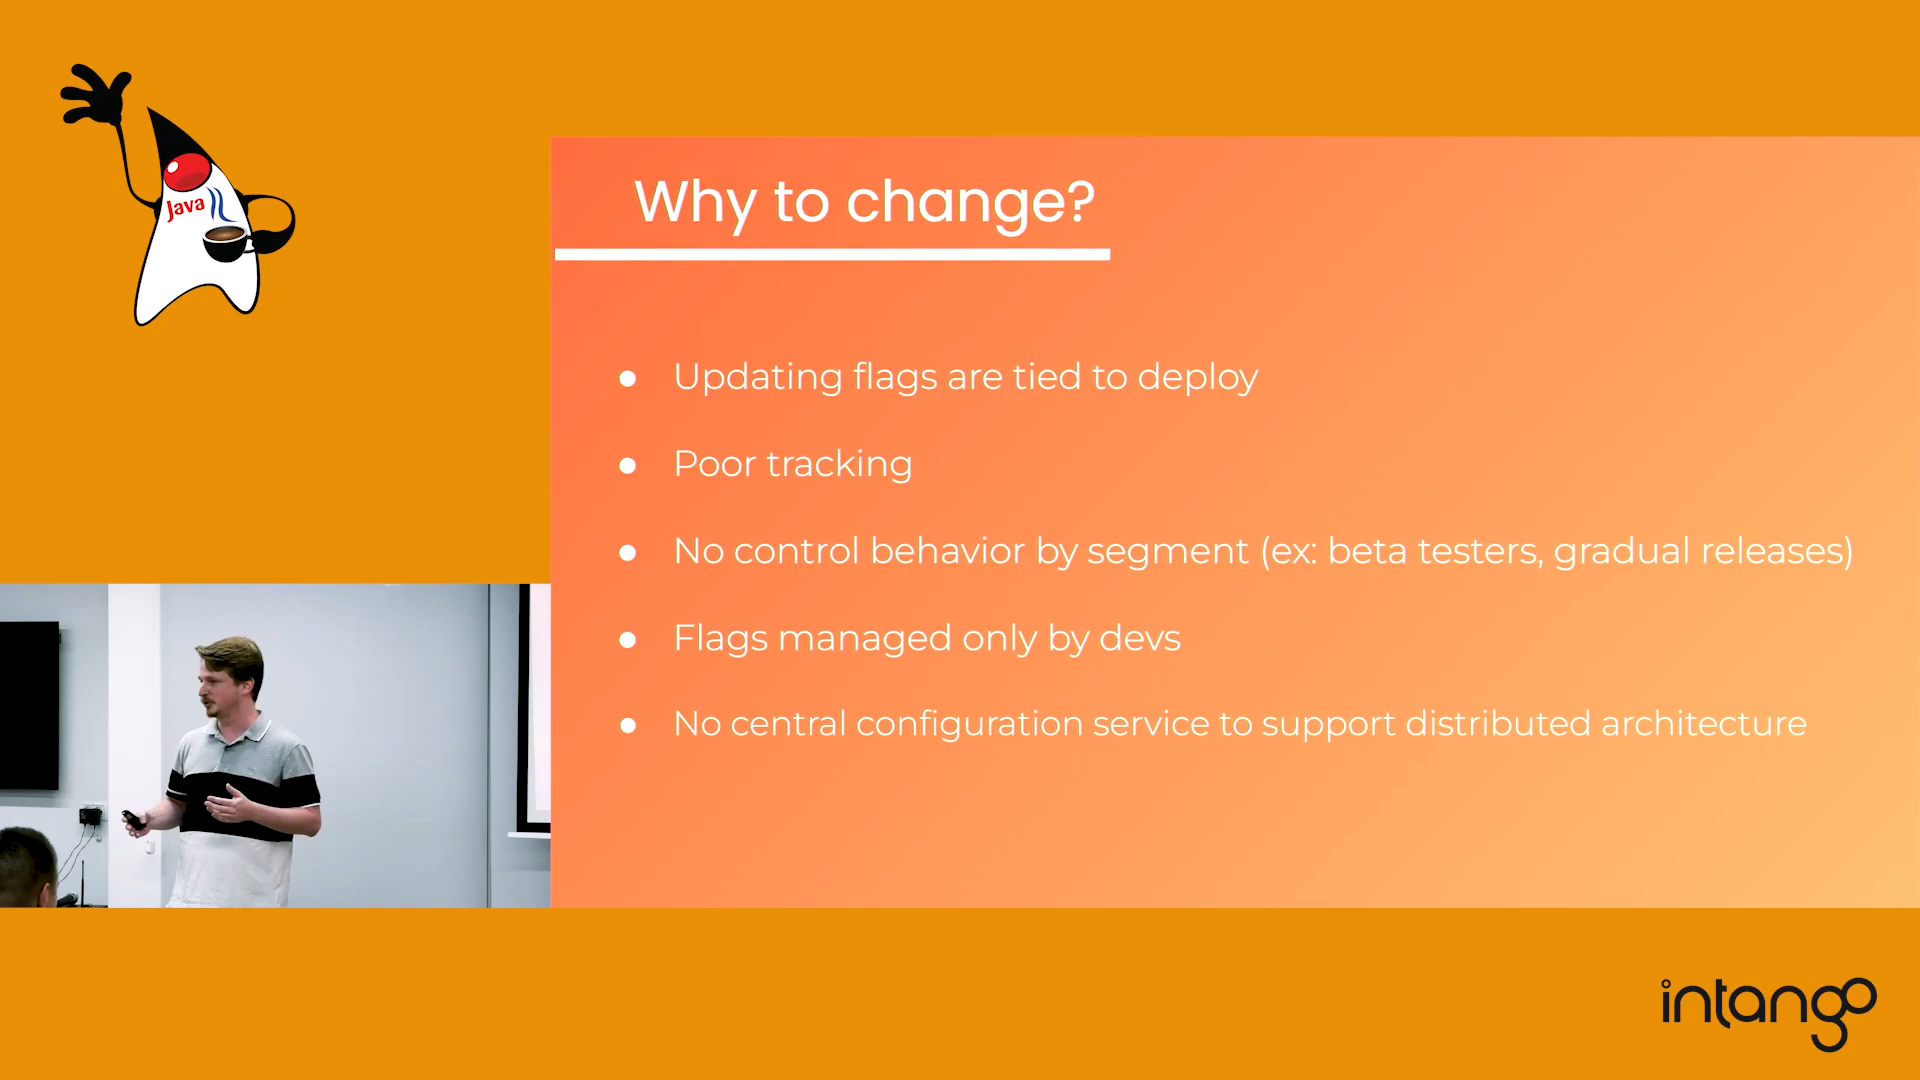 Java
Why to change?
● Updating flags are tied to deploy
● Poor tracking
● No control behavior by segment (ex: beta testers, gradual releases)
● Flags managed only by devs
● No central configuration service to support distributed architecture
intango